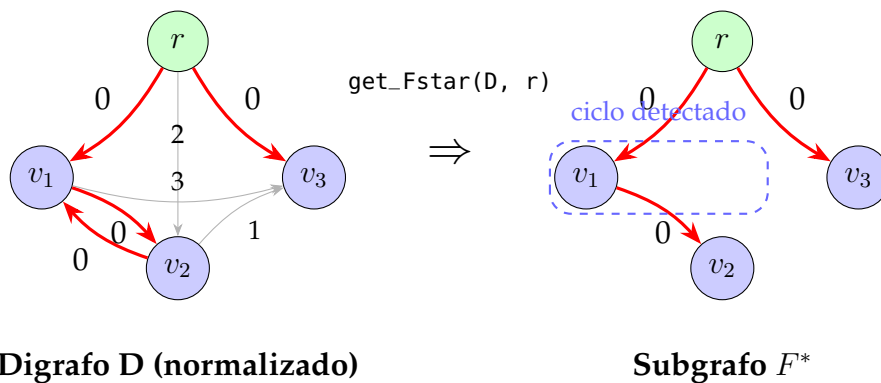 r
0
0
2
3
v1
v3
0
0
1
v2
get_Fstar(D, r)
⇒
r
0
0
ciclo detectado
v1
v3
0
v2
Digrafo D (normalizado)
Subgrafo F*